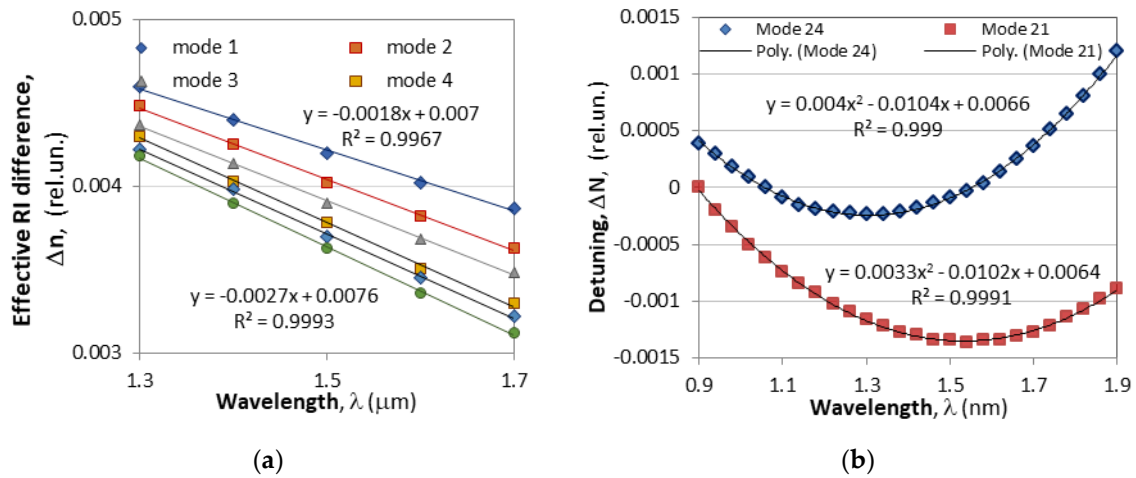 0.005
0.004
0.003
Effective RI difference,
Δn, (rel.un.)
mode 1
mode 2
mode 3
mode 4
y = -0.0018x + 0.007
R² = 0.9967
y = -0.0027x + 0.0076
R² = 0.9993
1.3 1.4 1.5 1.6 1.7
Wavelength, λ (μm)
(a)
0.0015
0.001
0.0005
0
-0.0005
-0.001
-0.0015
Detuning, ΔN, (rel.un.)
Mode 24
Mode 21
Poly. (Mode 24)
Poly. (Mode 21)
y = 0.004x² - 0.0104x + 0.0066
R² = 0.999
y = 0.0033x² - 0.0102x + 0.0064
R² = 0.9991
0.9 1.1 1.3 1.5 1.7 1.9
Wavelength, λ (nm)
(b)